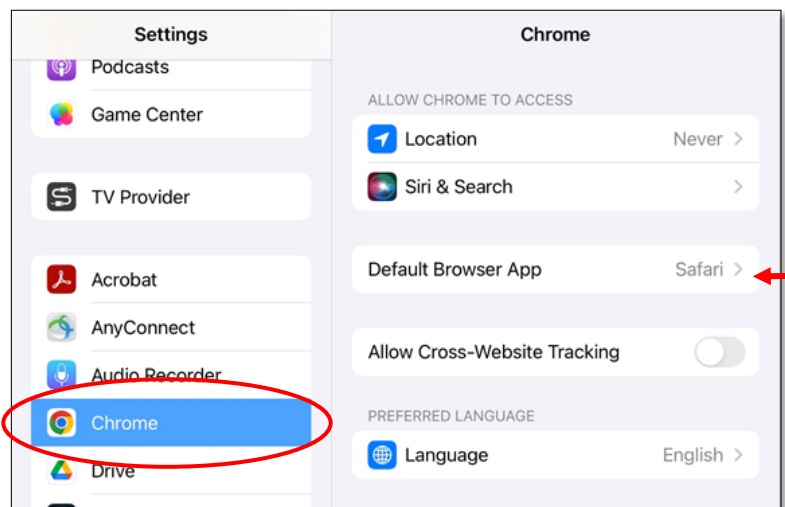 Settings
Podcasts
Game Center
TV Provider
Acrobat
AnyConnect
Audio Recorder
Chrome
Drive
Chrome
ALLOW CHROME TO ACCESS
Location Never
Siri & Search
Default Browser App Safari
Allow Cross-Website Tracking
PREFERRED LANGUAGE
Language English